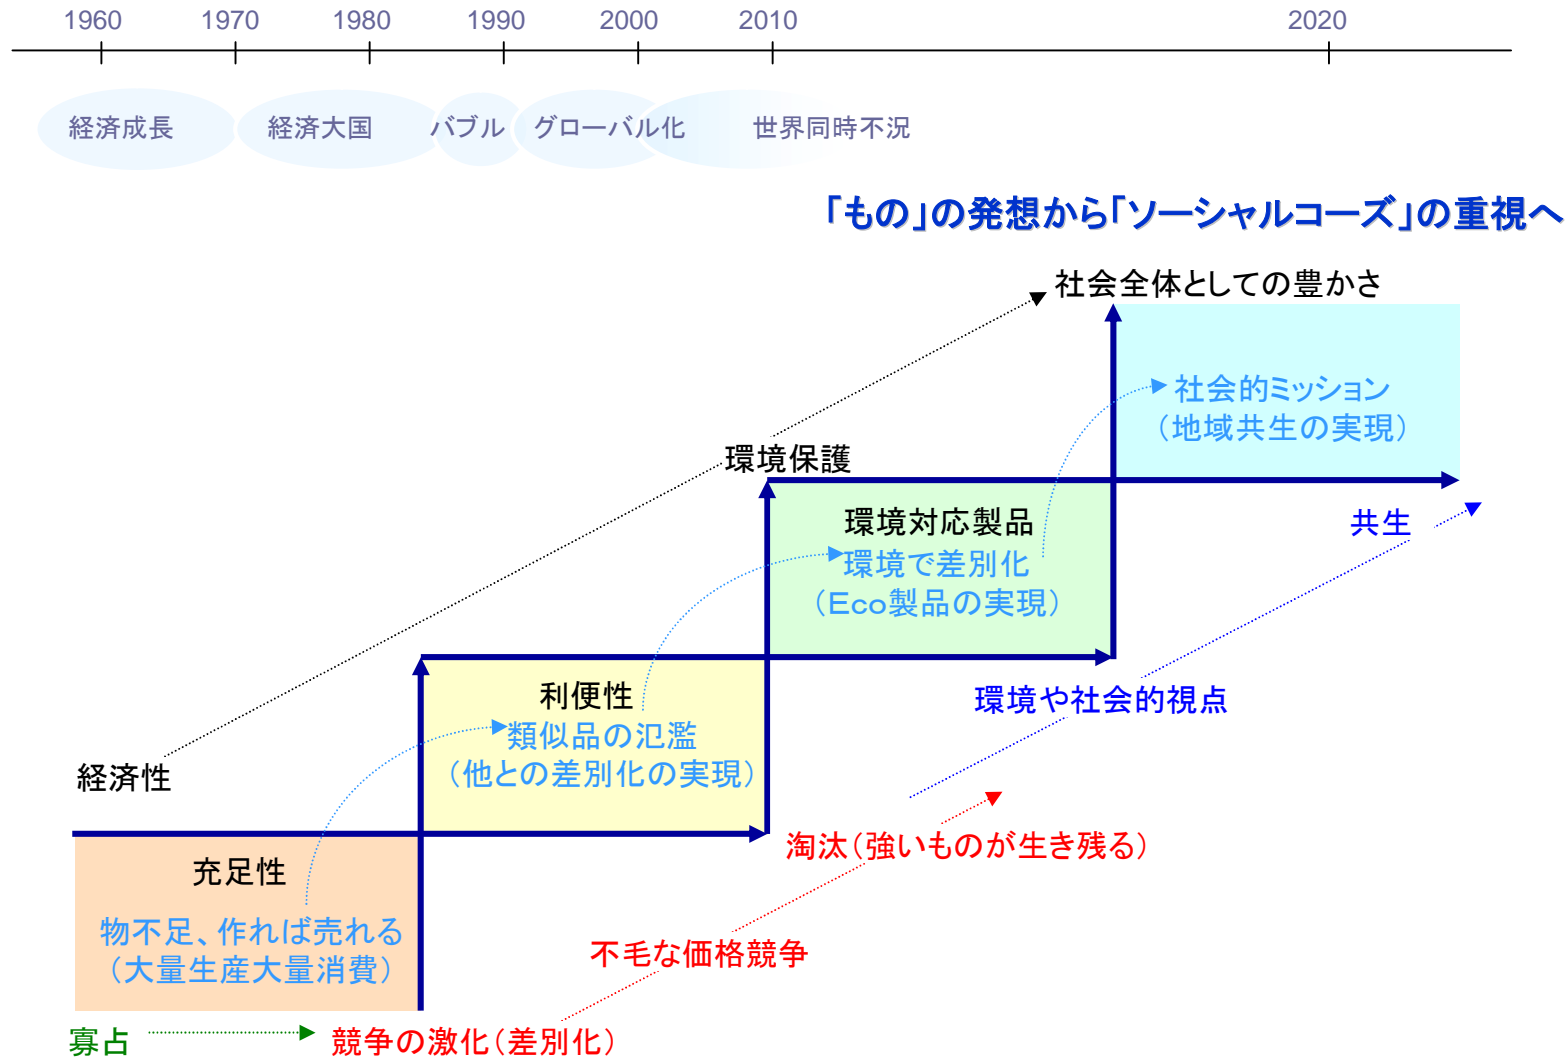 1960 1970 1980 1990 2000 2010 2020
経済成長 経済大国 バブル グローバル化 世界同時不況
「もの」の発想から「ソーシャルコーズ」の重視へ
社会全体としての豊かさ
社会的ミッション
(地域共生の実現)
環境保護
環境対応製品
環境で差別化
(Eco製品の実現)
共生
利便性
類似品の氾濫
(他との差別化の実現)
環境や社会的視点
経済性
充足性
物不足、作れば売れる
(大量生産大量消費)
淘汰(強いものが生き残る)
不毛な価格競争
寡占
競争の激化(差別化)